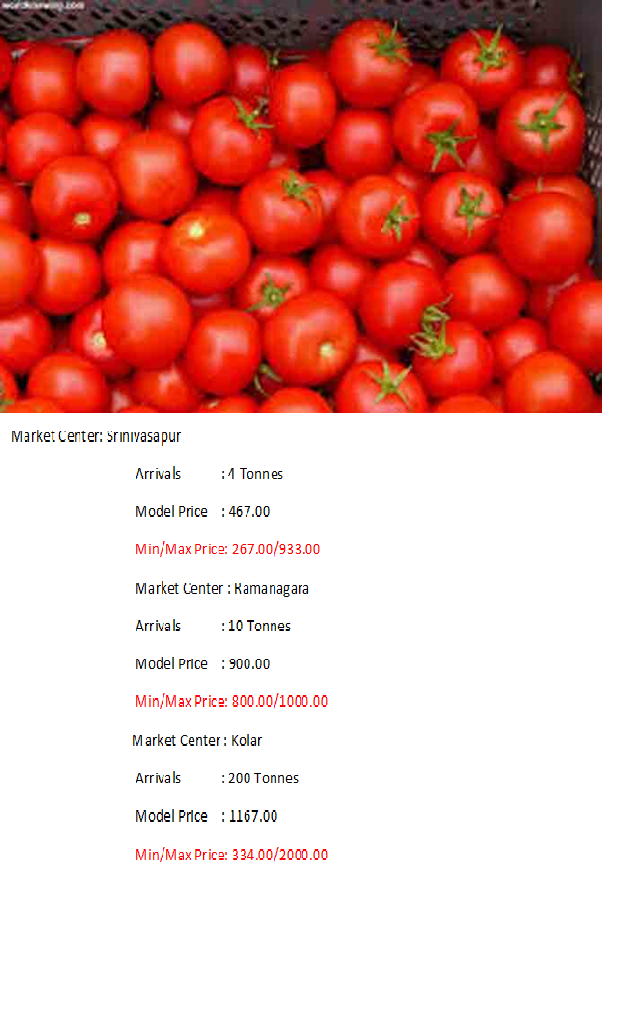 Market Center: Srinivasapur
Arrivals : 4 Tonnes
Model Price : 467.00
Min/Max Price: 267.00/933.00
Market Center : Ramanagara
Arrivals : 10 Tonnes
Model Price : 900.00
Min/Max Price: 800.00/1000.00
Market Center : Kolar
Arrivals : 200 Tonnes
Model Price : 1167.00
Min/Max Price: 334.00/2000.00